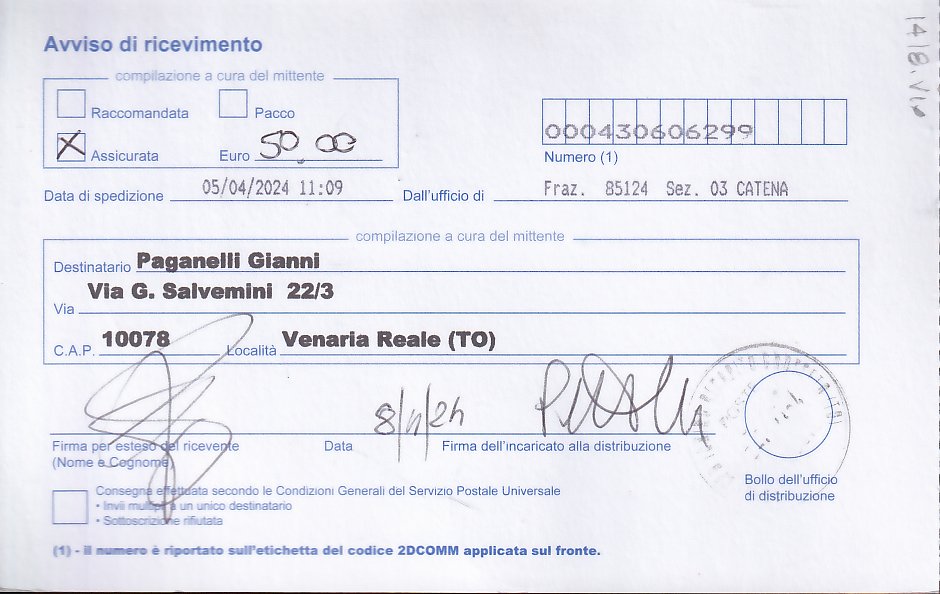 Avviso di ricevimento
compilazione a cura del mittente
Raccomandata Pacco
X Assicurata Euro 50,00
000430606299
Numero (1)
Data di spedizione 05/04/2024 11:09 Dall'ufficio di Fraz. 85124 Sez. 03 CATENA
compilazione a cura del mittente
Destinatario Paganelli Gianni
Via Via G. Salvemini 22/3
C.A.P. 10078 Località Venaria Reale (TO)
Firma per esteso del ricevente
(Nome e Cognome)
Data
Firma dell'incaricato alla distribuzione
Bollo dell'ufficio
di distribuzione
Consegna effettuata secondo le Condizioni Generali del Servizio Postale Universale
• Invii multipli a un unico destinatario
• Sottoscrizione rifiutata
(1) - il numero è riportato sull'etichetta del codice 2DCOMM applicata sul fronte.